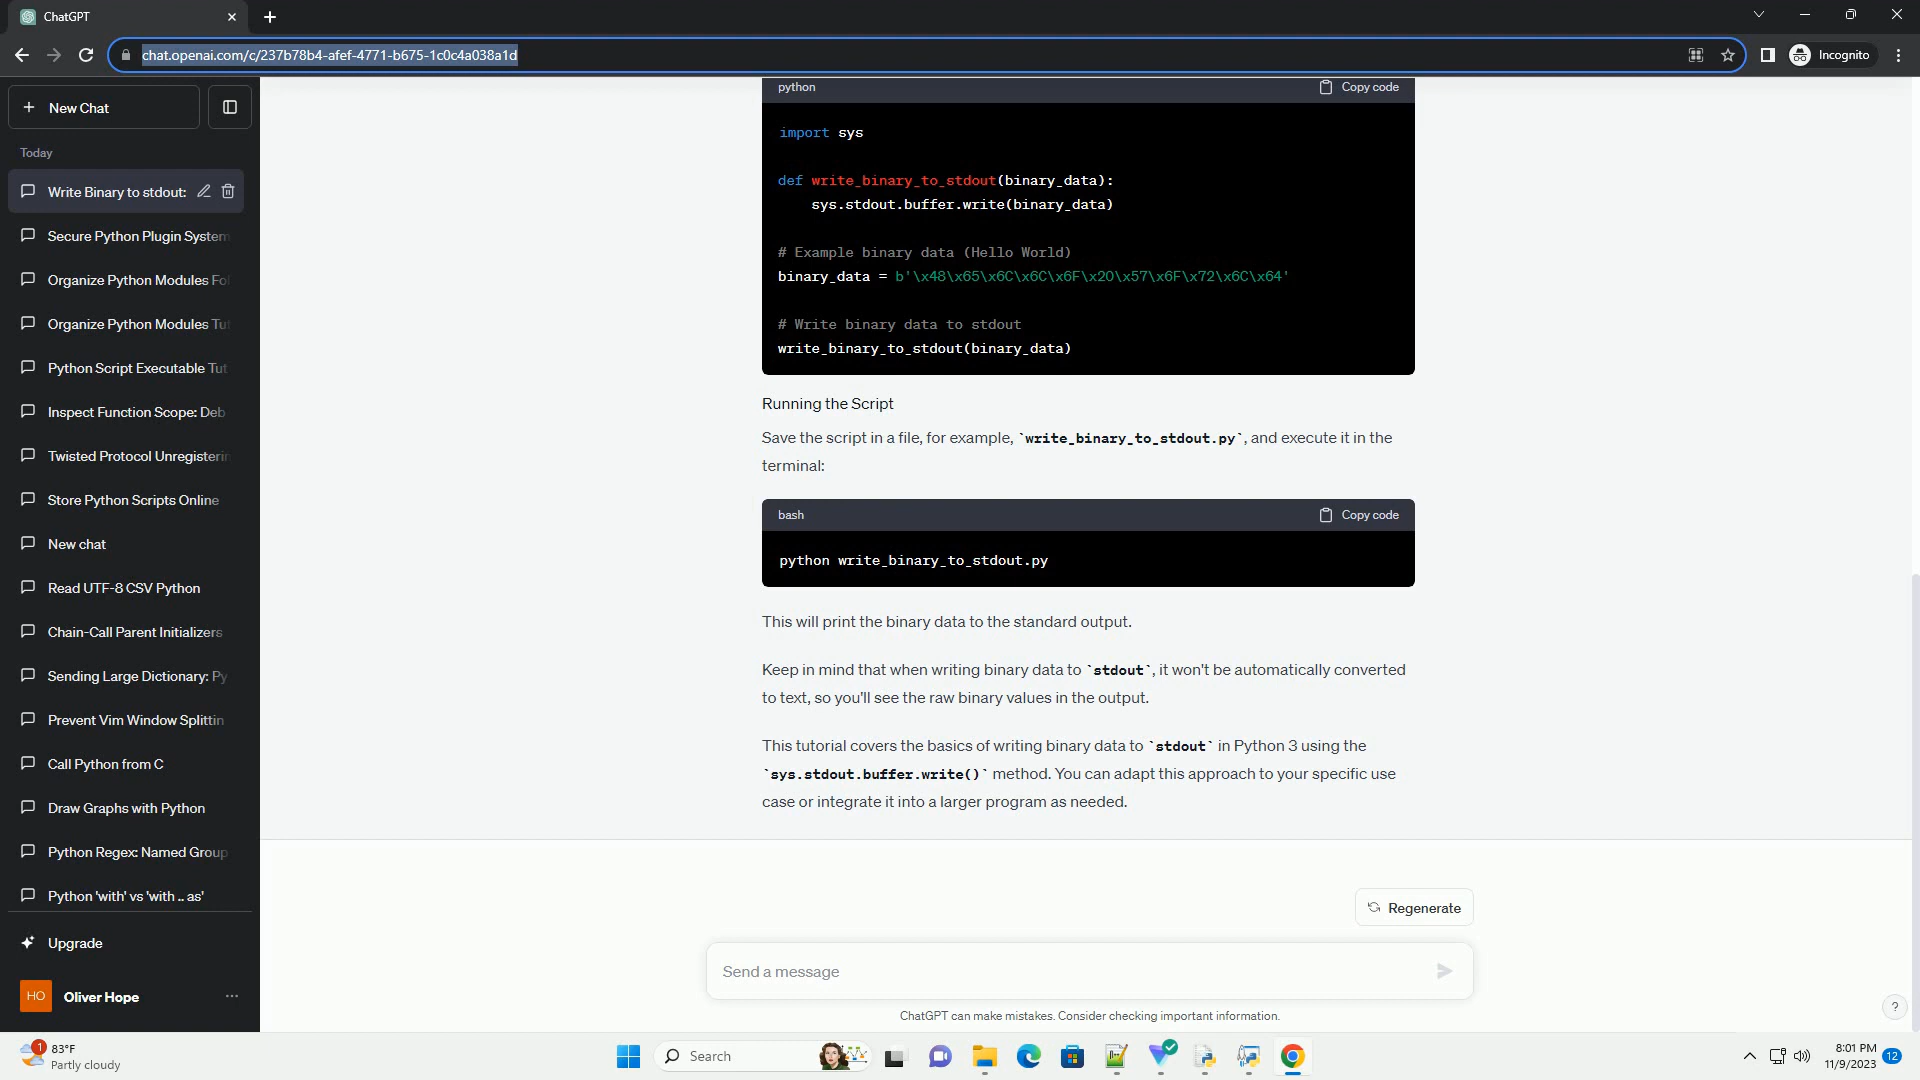 ChatGPT
chat.openai.com/c/237b78b4-afef-4771-b675-1c0c4a038a1d
Incognito
New Chat
Today
Write Binary to stdout:
Secure Python Plugin System
Organize Python Modules Fol
Organize Python Modules Tut
Python Script Executable Tut
Inspect Function Scope: Deb
Twisted Protocol Unregisterin
Store Python Scripts Online
New chat
Read UTF-8 CSV Python
Chain-Call Parent Initializers
Sending Large Dictionary: Py
Prevent Vim Window Splittin
Call Python from C
Draw Graphs with Python
Python Regex: Named Group
Python 'with' vs 'with .. as'
Upgrade
HO
Oliver Hope
python
Copy code
import sys
def write_binary_to_stdout(binary_data):
sys.stdout.buffer.write(binary_data)
# Example binary data (Hello World)
binary_data = b'\x48\x65\x6C\x6C\x6F\x20\x57\x6F\x72\x6C\x64'
# Write binary data to stdout
write_binary_to_stdout(binary_data)
Running the Script
Save the script in a file, for example, `write_binary_to_stdout.py`, and execute it in the
terminal:
bash
Copy code
python write_binary_to_stdout.py
This will print the binary data to the standard output.
Keep in mind that when writing binary data to `stdout`, it won't be automatically converted
to text, so you'll see the raw binary values in the output.
This tutorial covers the basics of writing binary data to `stdout` in Python 3 using the
`sys.stdout.buffer.write()` method. You can adapt this approach to your specific use
case or integrate it into a larger program as needed.
Regenerate
Send a message
ChatGPT can make mistakes. Consider checking important information.
?
1
83°F
Partly cloudy
Search
8:01 PM
11/9/2023
12